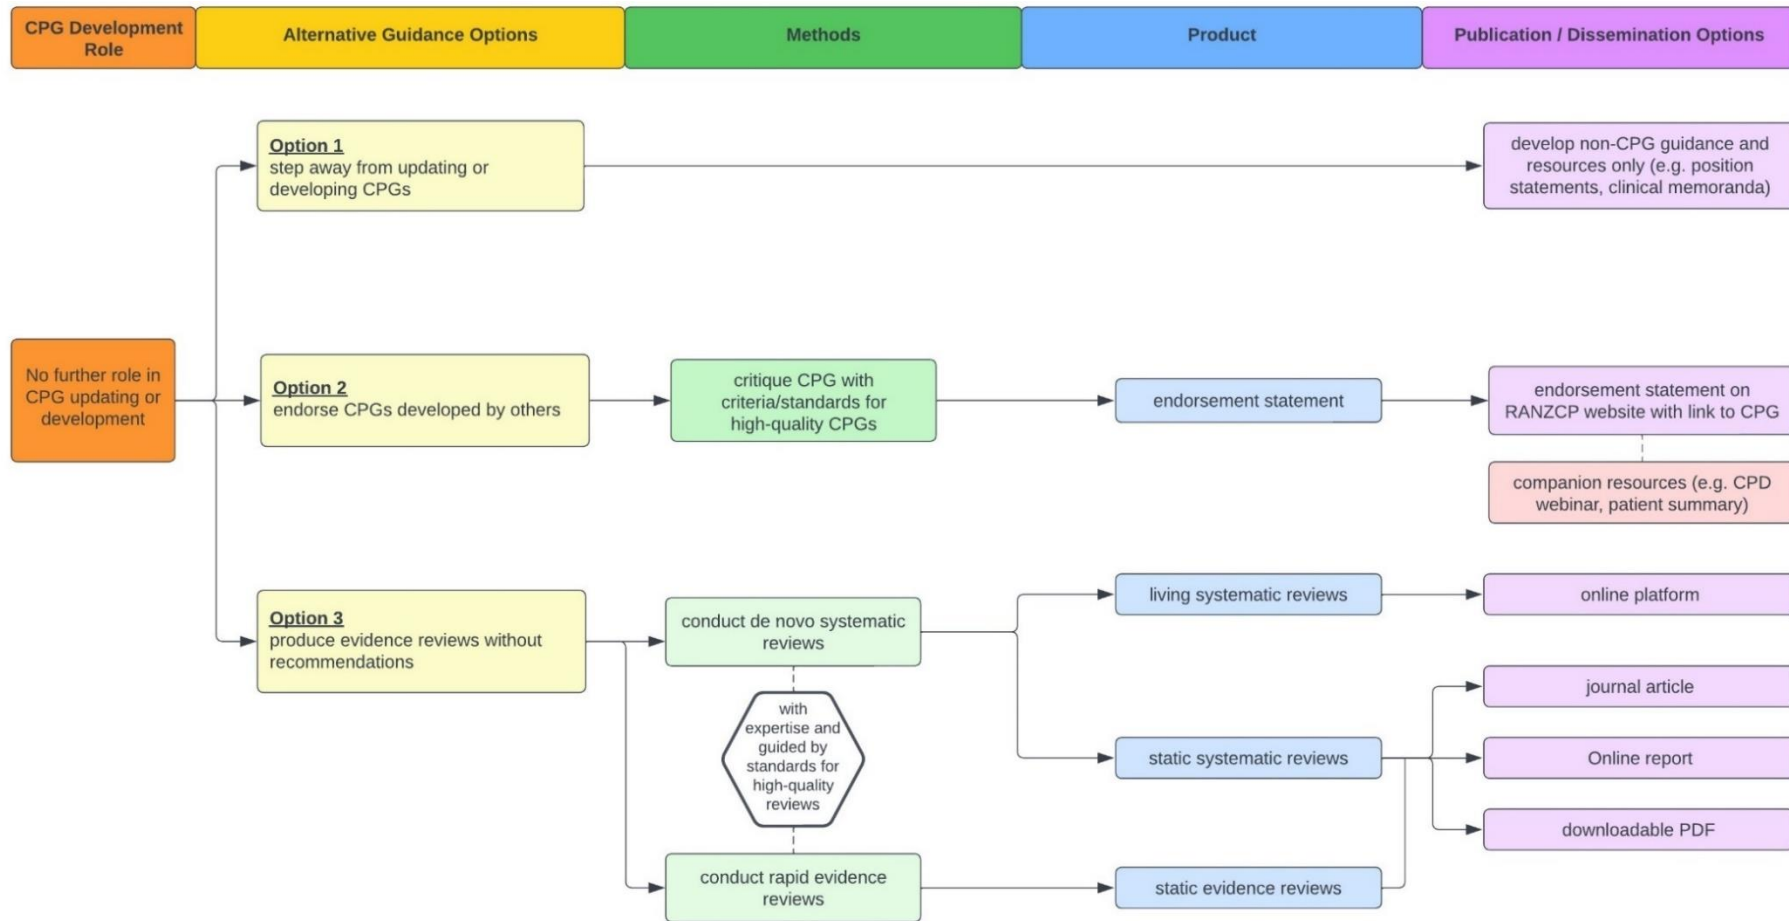 CPG Development
Role
Alternative Guidance Options
Methods
Product
Publication / Dissemination Options
Option 1
step away from updating or
developing CPGs
develop non-CPG guidance and
resources only (e.g. position
statements, clinical memoranda)
No further role in
CPG updating or
development
Option 2
endorse CPGs developed by others
critique CPG with
criteria/standards for
high-quality CPGs
endorsement statement
endorsement statement on
RANZCP website with link to CPG
companion resources (e.g. CPD
webinar, patient summary)
Option 3
produce evidence reviews without
recommendations
conduct de novo systematic
reviews
living systematic reviews
online platform
with
expertise and
guided by
standards for
high-quality
reviews
journal article
static systematic reviews
Online report
downloadable PDF
conduct rapid evidence
reviews
static evidence reviews